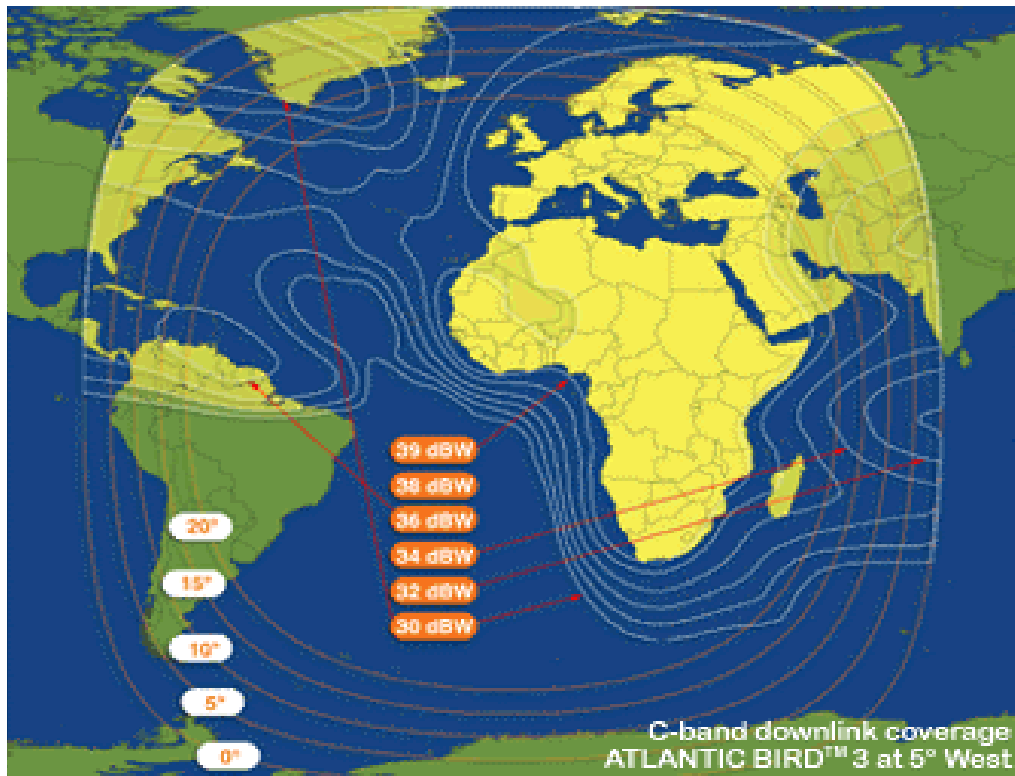 39 dBW
38 dBW
36 dBW
34 dBW
32 dBW
30 dBW
20°
15°
10°
5°
0°
C-band downlink coverage
ATLANTIC BIRD™ 3 at 5° West